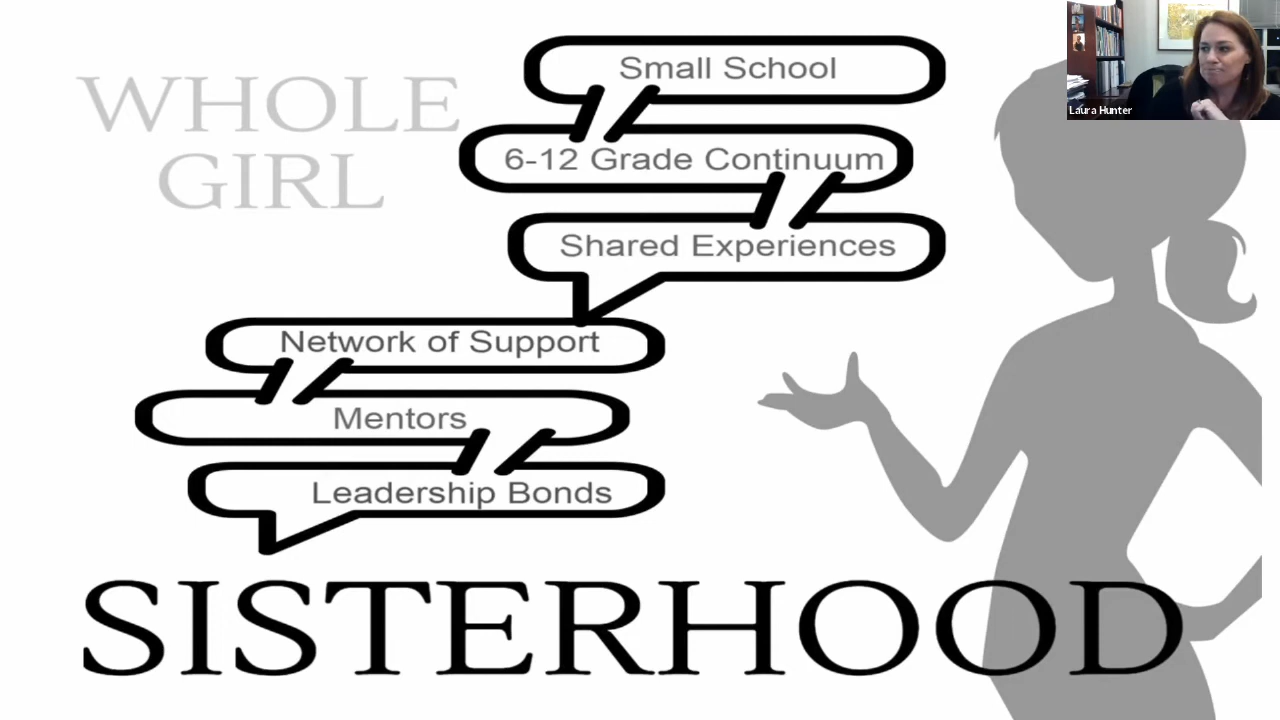 WHOLE
GIRL
Small School
6-12 Grade Continuum
Shared Experiences
Network of Support
Mentors
Leadership Bonds
SISTERHOOD
Laura Hunter